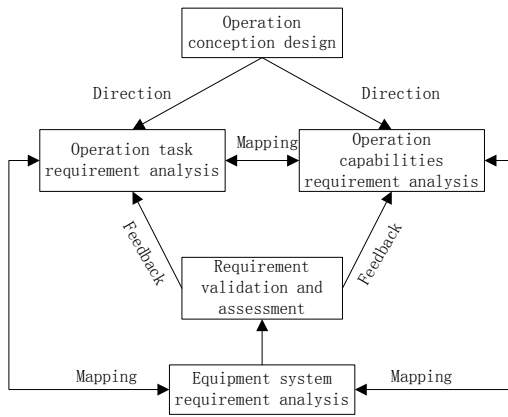 Operation
conception design
Direction
Direction
Operation task
requirement analysis
Mapping
Operation
capabilities
requirement analysis
Feedback
Feedback
Requirement
validation and
assessment
Mapping
Equipment system
requirement analysis
Mapping